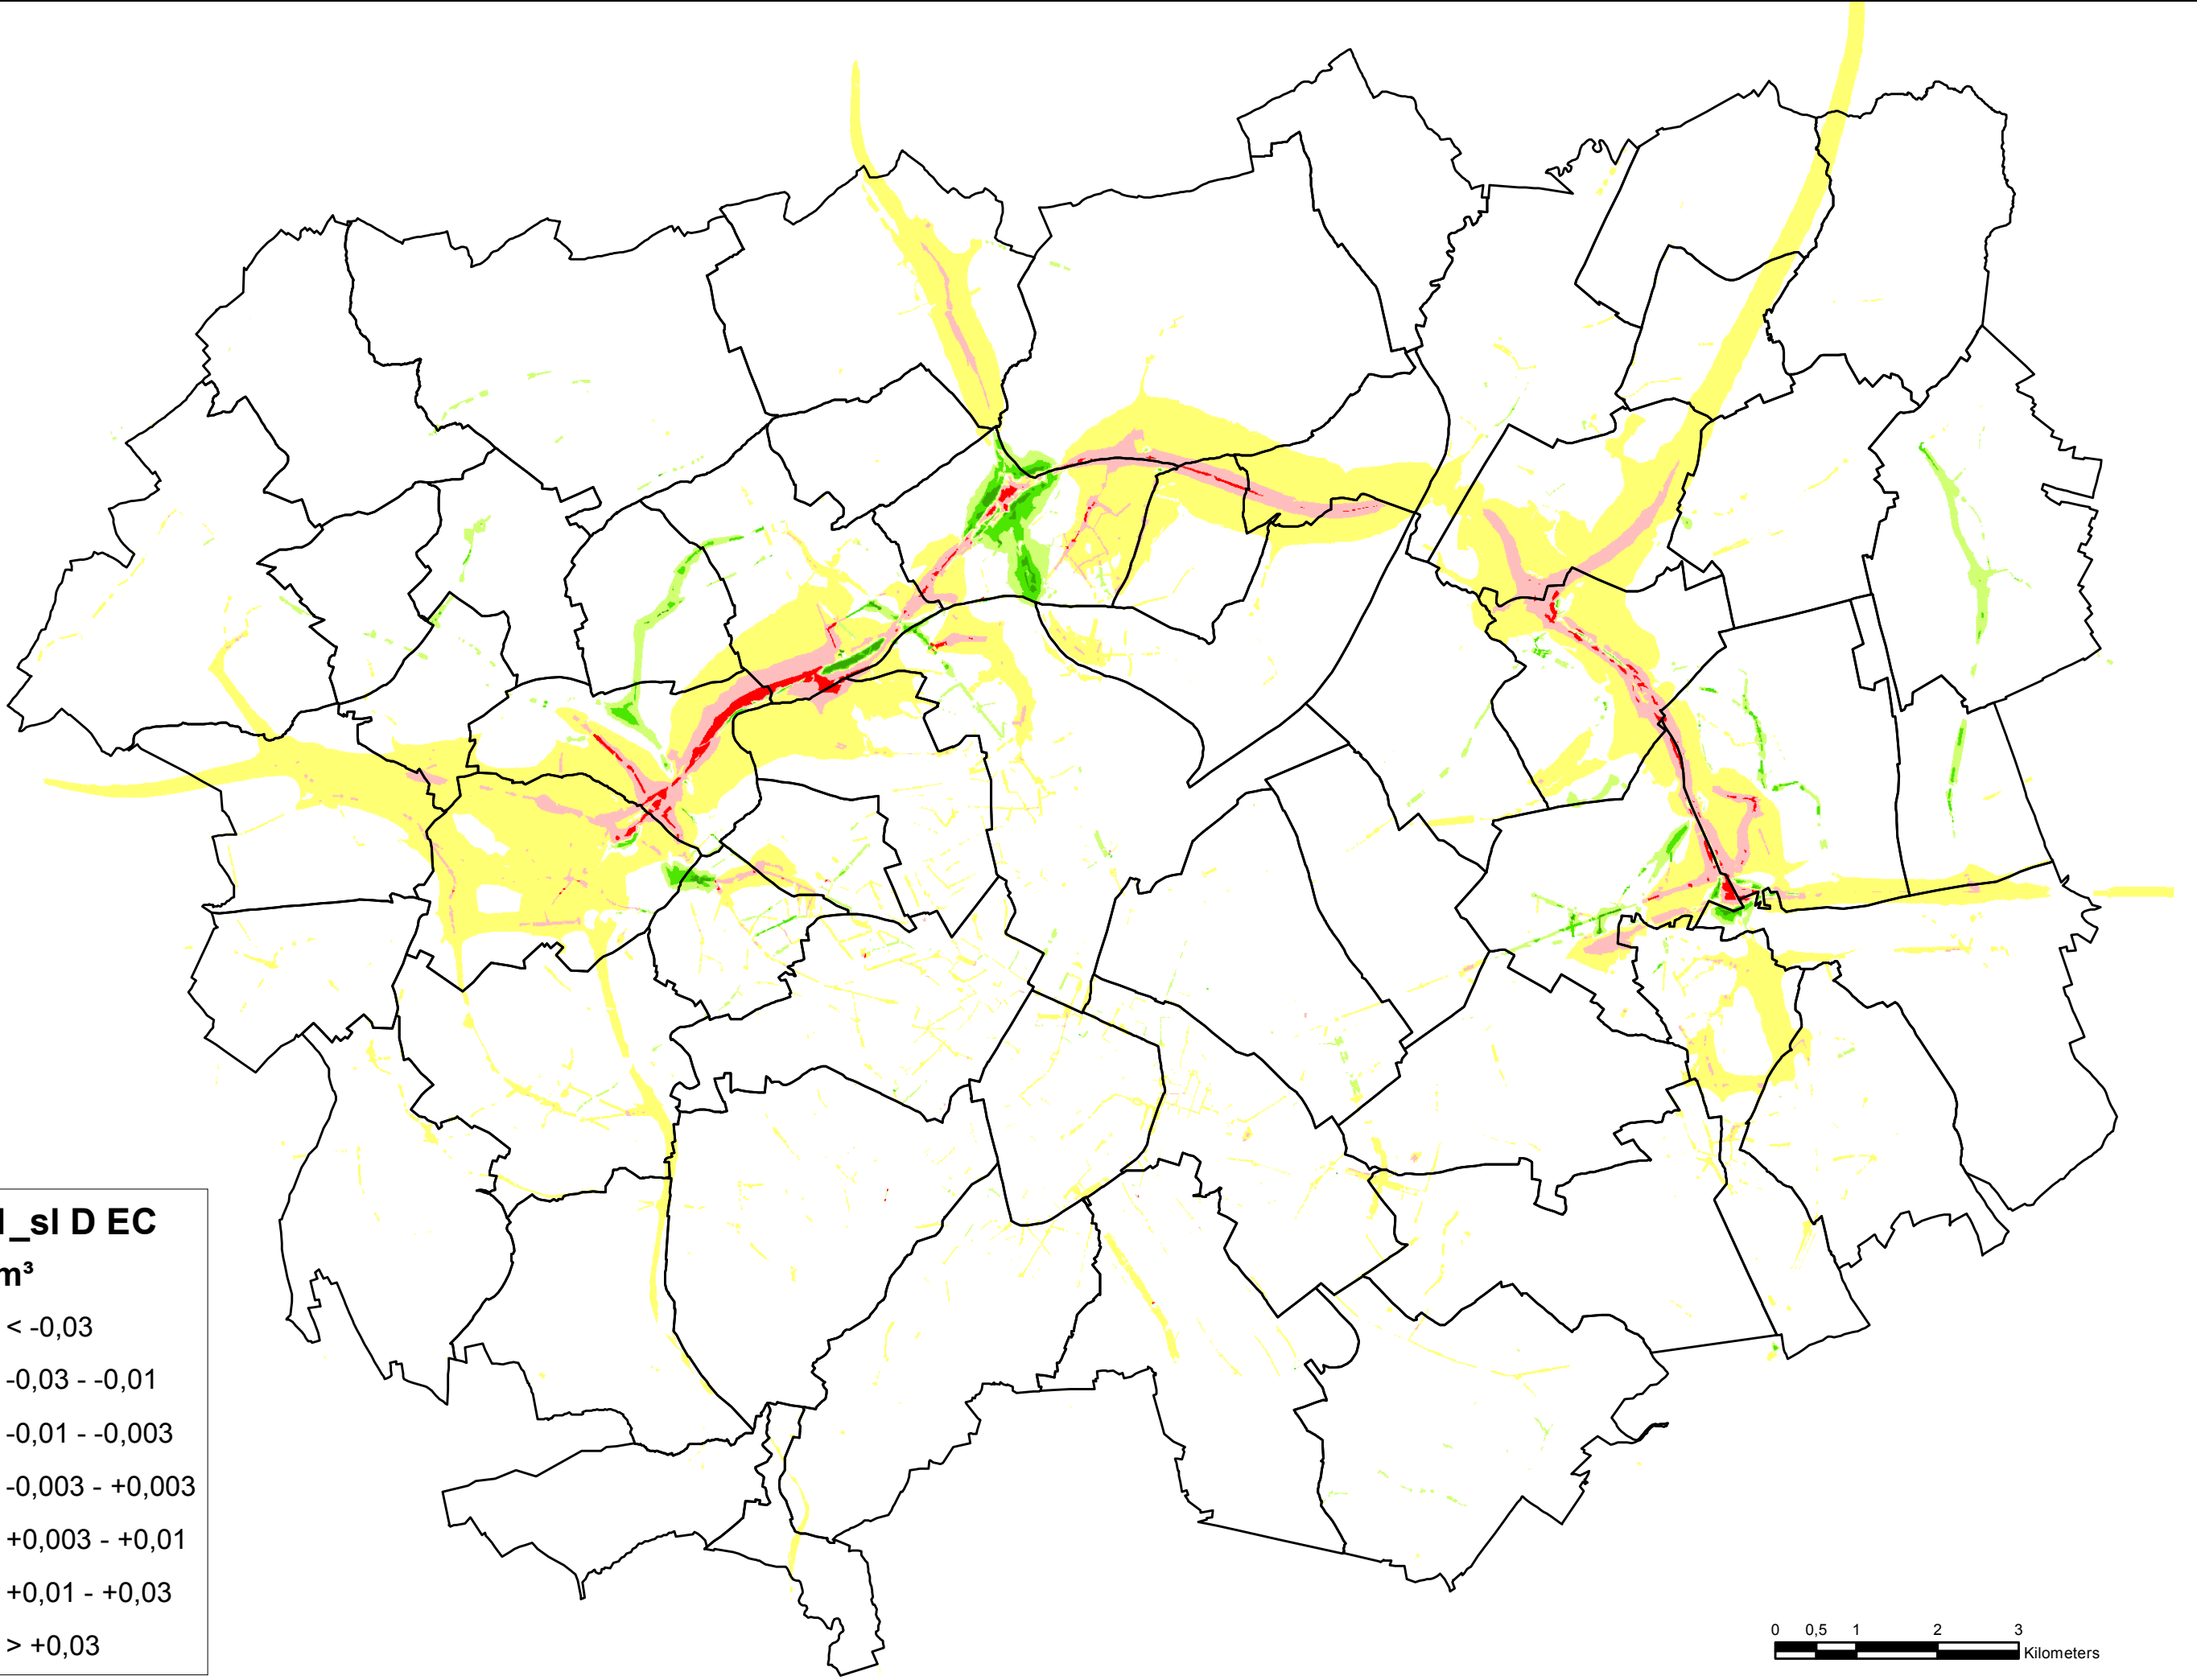 _sl D EC
m³
< -0,03
-0,03 - -0,01
-0,01 - -0,003
-0,003 - +0,003
+0,003 - +0,01
+0,01 - +0,03
> +0,03
0 0,5 1 2 3
Kilometers